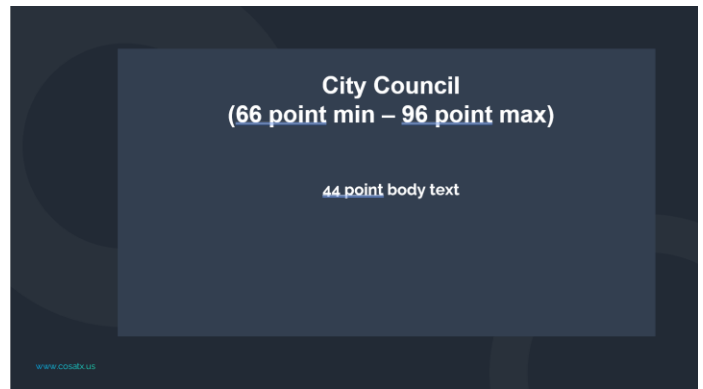 City Council
(66 point min – 96 point max)
44 point body text
www.cosatx.us